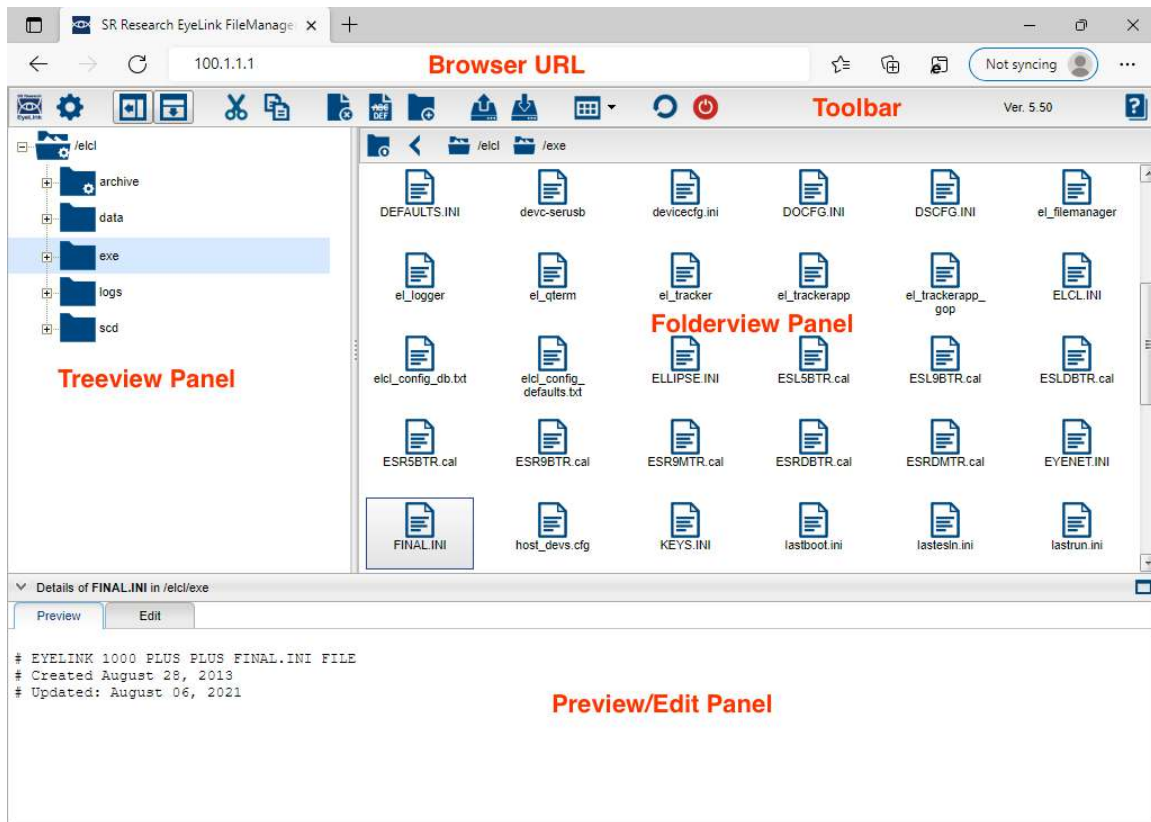 SR Research EyeLink FileManage
100.1.1.1
Browser URL
Not syncing
SR Research
EyeLink
ABC
DEF
Toolbar
Ver. 5.50
?
/elcl
archive
data
exe
logs
scd
Treeview Panel
/elcl /exe
DEFAULTS.INI devc-serusb devicecfg.ini DOCFG.INI DSCFG.INI el_filemanager
el_logger el_qterm el_tracker el_trackerapp el_trackerapp_
gop ELCL.INI
Folderview Panel
elcl_config_db.txt elcl_config_
defaults.txt ELLIPSE.INI ESL5BTR.cal ESL9BTR.cal ESLDBTR.cal
ESR5BTR.cal ESR9BTR.cal ESR9MTR.cal ESRDBTR.cal ESRDMTR.cal EYENET.INI
FINAL.INI host_devs.cfg KEYS.INI lastboot.ini lastesln.ini lastrun.ini
Details of FINAL.INI in /elcl/exe
Preview Edit
# EYELINK 1000 PLUS PLUS FINAL.INI FILE
# Created August 28, 2013
# Updated: August 06, 2021
Preview/Edit Panel